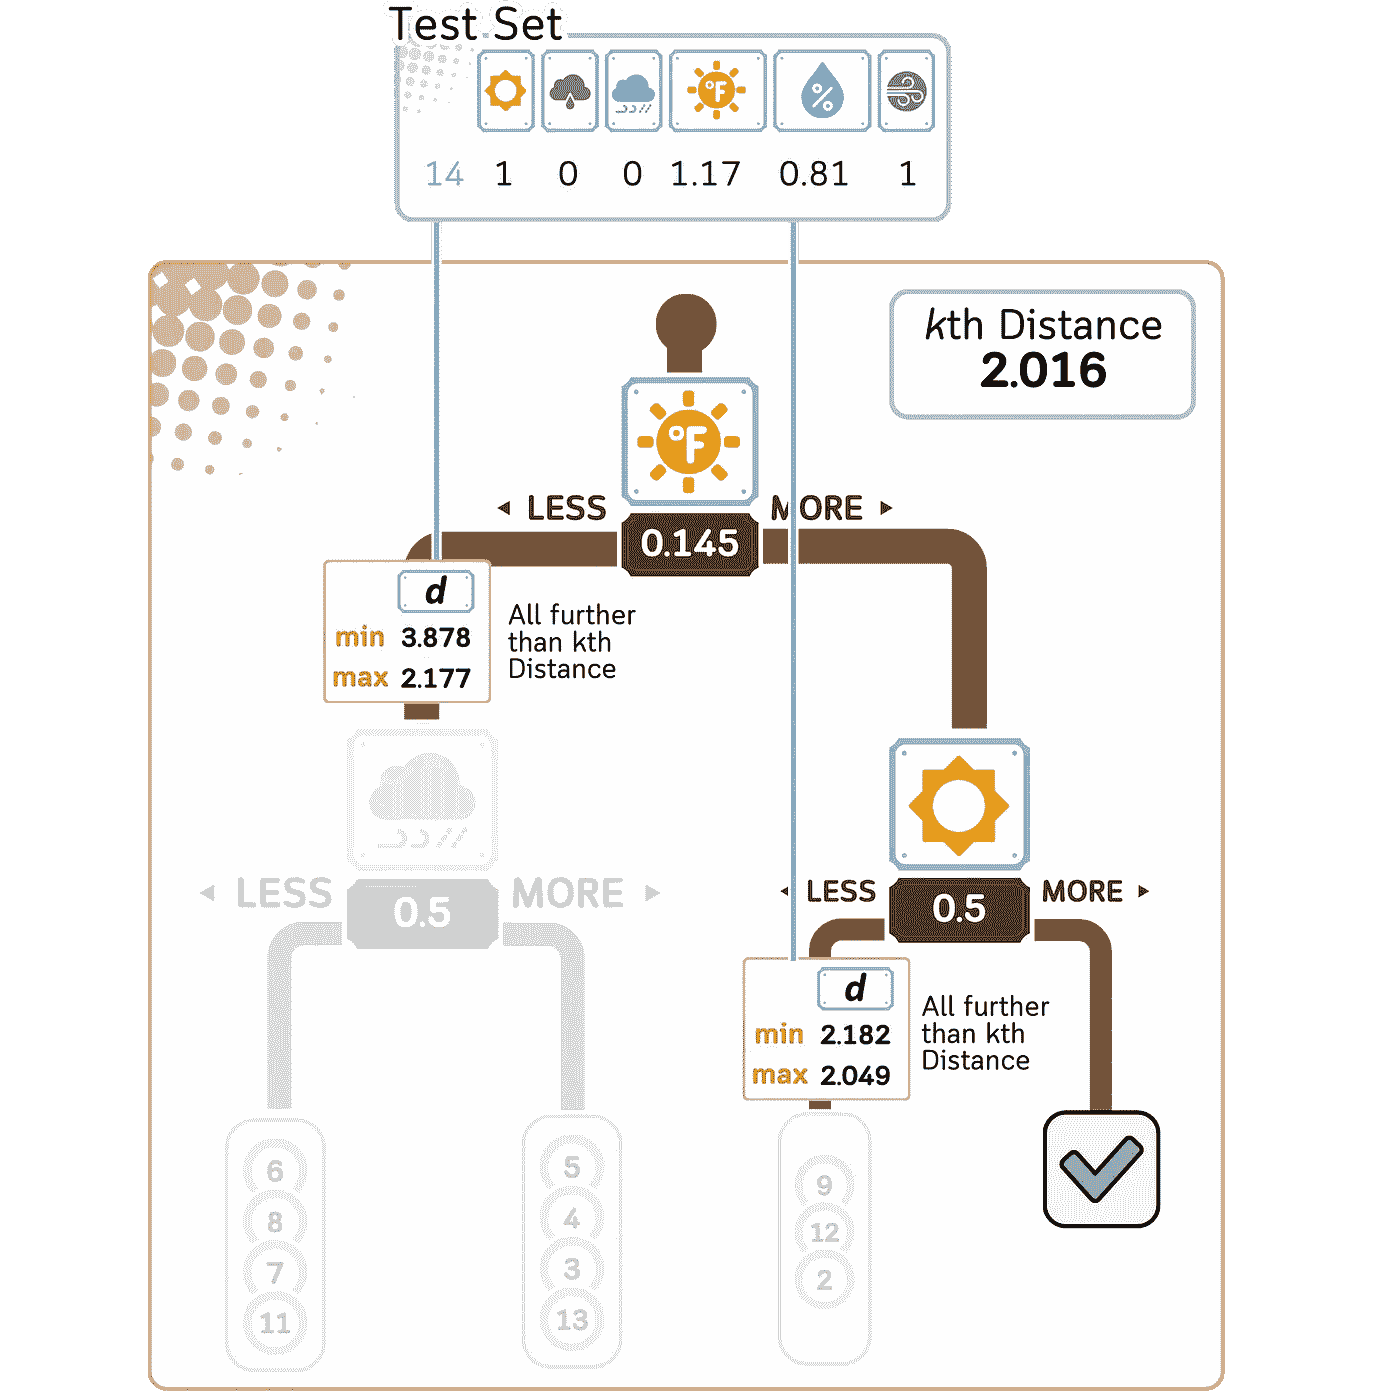 Test Set
°F
%
14 1 0 0 1.17 0.81 1
kth Distance
2.016
°F
◄ LESS
MORE ►
0.145
d
min 3.878
max 2.177
All further
than kth
Distance
◄ LESS
MORE ►
0.5
◄ LESS
MORE ►
0.5
d
min 2.182
max 2.049
All further
than kth
Distance
6
8
7
11
5
4
3
13
9
12
2